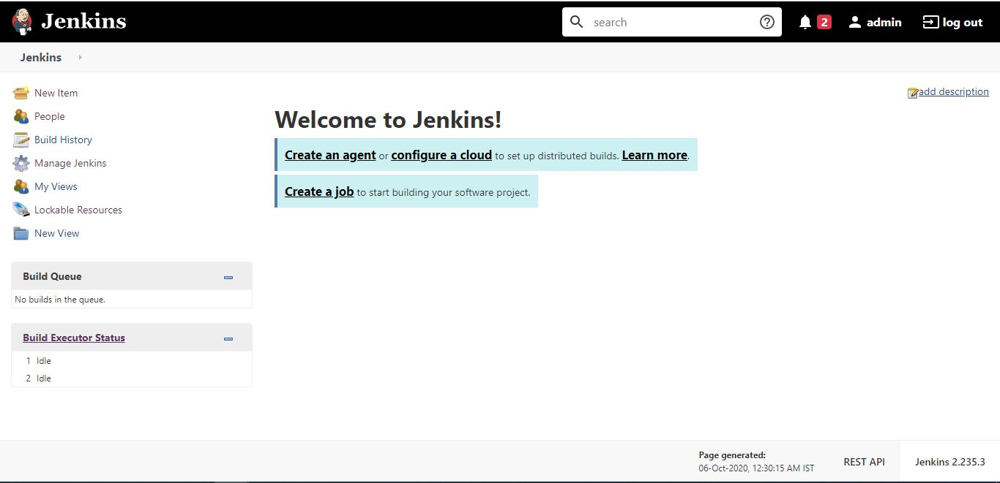 Jenkins
search
2
admin
log out
Jenkins
New Item
People
Build History
Manage Jenkins
My Views
Lockable Resources
New View
add description
Welcome to Jenkins!
Create an agent or configure a cloud to set up distributed builds. Learn more.
Create a job to start building your software project.
Build Queue
No builds in the queue.
Build Executor Status
1 Idle
2 Idle
Page generated:
06-Oct-2020, 12:30:15 AM IST
REST API
Jenkins 2.235.3